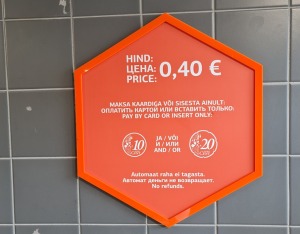 HIND:
ЦЕНА: 0,40 €
PRICE:
MAKSA KAARDIGA VÕI SISESTA AINULT:
ОПЛАТИТЬ КАРТОЙ ИЛИ ВСТАВИТЬ ТОЛЬКО:
PAY BY CARD OR INSERT ONLY:
JA / VÕI
10 И / ИЛИ 20
AND / OR
Automaat raha ei tagasta.
Автомат деньги не возвращает.
No refunds.